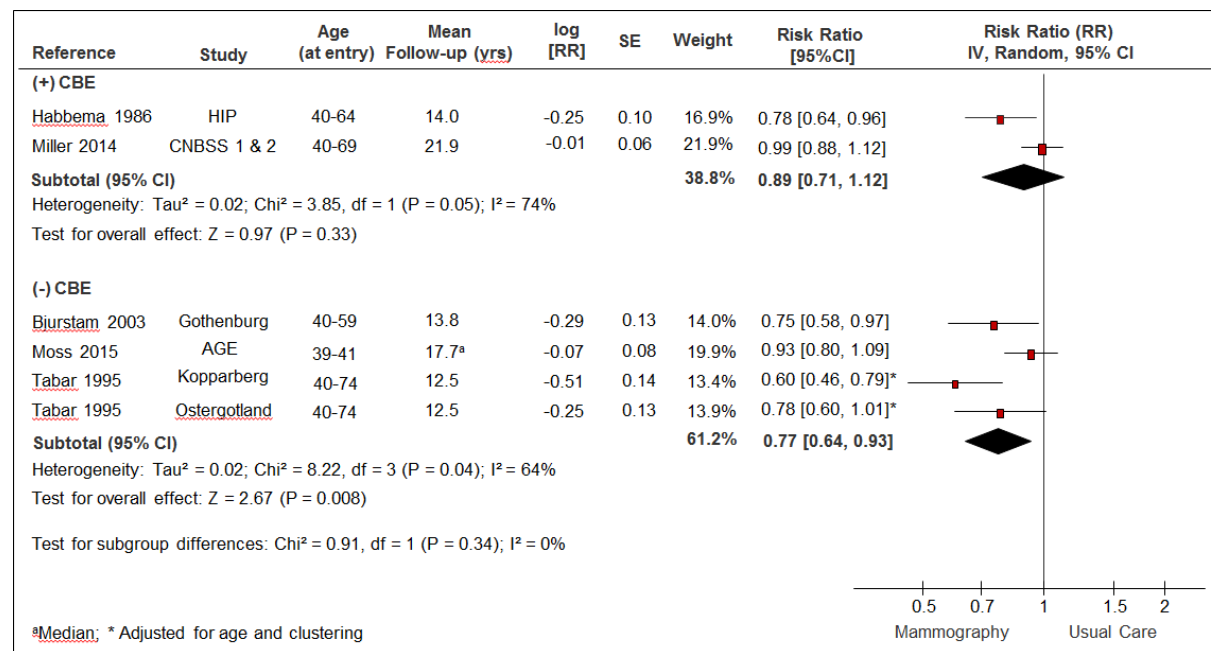 Reference Study Age (at entry) Mean Follow-up (yrs) log [RR] SE Weight Risk Ratio [95%CI] Risk Ratio (RR) IV, Random, 95% CI
(+) CBE
Habbema 1986 HIP 40-64 14.0 -0.25 0.10 16.9% 0.78 [0.64, 0.96]
Miller 2014 CNBSS 1 & 2 40-69 21.9 -0.01 0.06 21.9% 0.99 [0.88, 1.12]
Subtotal (95% CI) 38.8% 0.89 [0.71, 1.12]
Heterogeneity: Tau² = 0.02; Chi² = 3.85, df = 1 (P = 0.05); I² = 74%
Test for overall effect: Z = 0.97 (P = 0.33)
(-) CBE
Bjurstam 2003 Gothenburg 40-59 13.8 -0.29 0.13 14.0% 0.75 [0.58, 0.97]
Moss 2015 AGE 39-41 17.7ᵃ -0.07 0.08 19.9% 0.93 [0.80, 1.09]
Tabar 1995 Kopparberg 40-74 12.5 -0.51 0.14 13.4% 0.60 [0.46, 0.79]*
Tabar 1995 Ostergotland 40-74 12.5 -0.25 0.13 13.9% 0.78 [0.60, 1.01]*
Subtotal (95% CI) 61.2% 0.77 [0.64, 0.93]
Heterogeneity: Tau² = 0.02; Chi² = 8.22, df = 3 (P = 0.04); I² = 64%
Test for overall effect: Z = 2.67 (P = 0.008)
Test for subgroup differences: Chi² = 0.91, df = 1 (P = 0.34); I² = 0%
0.5 0.7 1 1.5 2
Mammography Usual Care
ᵃMedian; * Adjusted for age and clustering